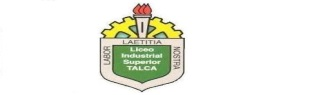 LAETITIA
LABOR
NOSTRA
Liceo
Industrial
Superior
TALCA